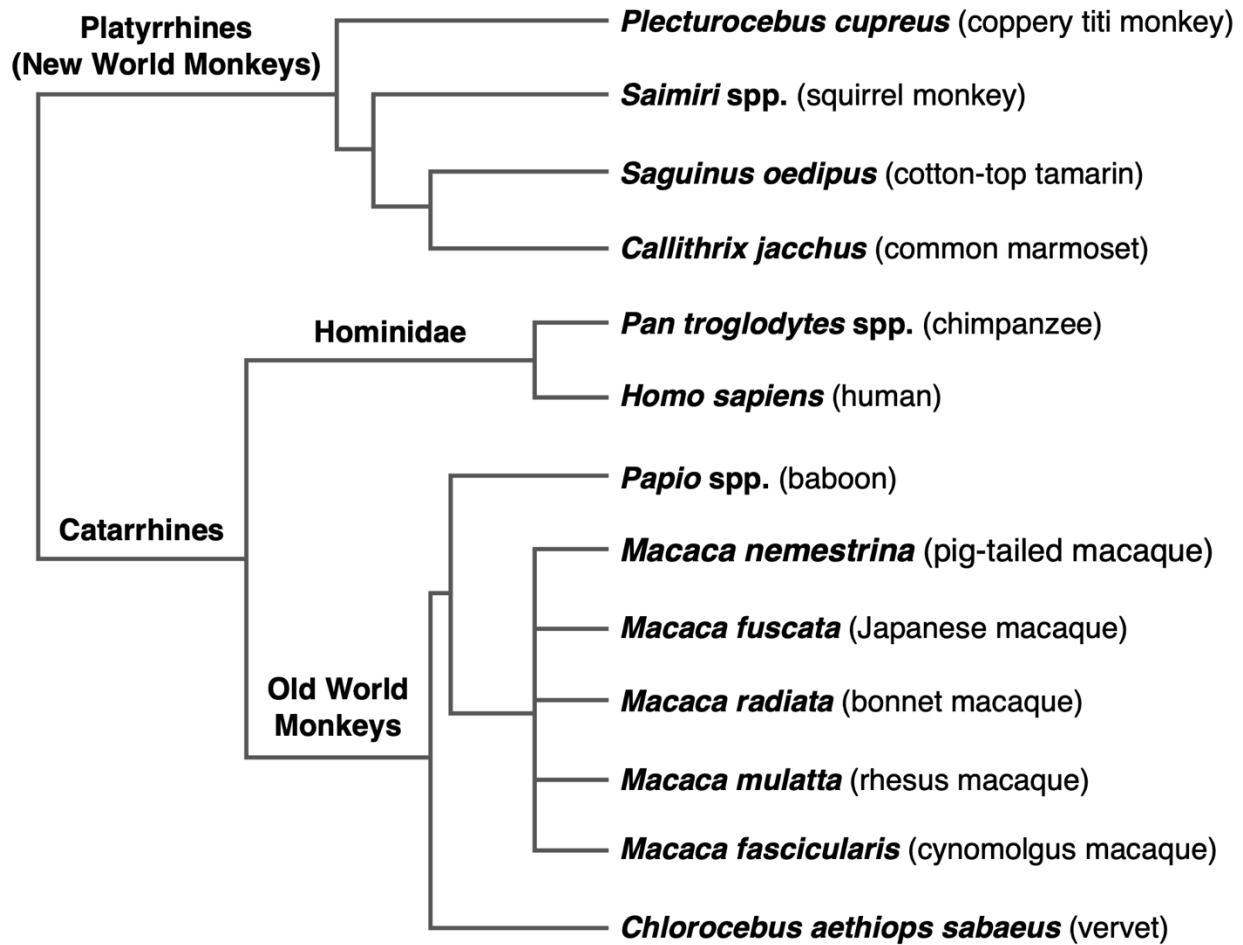 Platyrrhines
(New World Monkeys)
Plecturocebus cupreus (coppery titi monkey)
Saimiri spp. (squirrel monkey)
Saguinus oedipus (cotton-top tamarin)
Callithrix jacchus (common marmoset)
Hominidae
Pan troglodytes spp. (chimpanzee)
Homo sapiens (human)
Catarrhines
Papio spp. (baboon)
Macaca nemestrina (pig-tailed macaque)
Macaca fuscata (Japanese macaque)
Old World
Monkeys
Macaca radiata (bonnet macaque)
Macaca mulatta (rhesus macaque)
Macaca fascicularis (cynomolgus macaque)
Chlorocebus aethiops sabaeus (vervet)